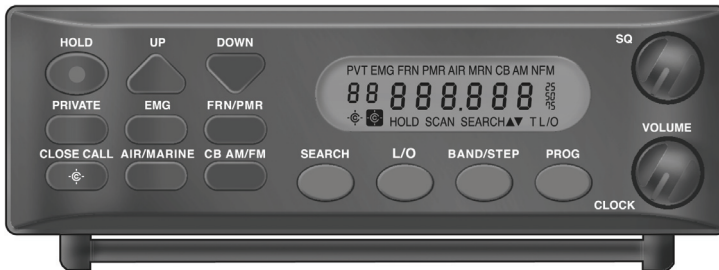 HOLD UP DOWN
SQ
PVT EMG FRN PMR AIR MRN CB AM NFM
88 888.888 25 50 75
HOLD SCAN SEARCH▲▼ T L/O
PRIVATE EMG FRN/PMR
VOLUME
CLOSE CALL AIR/MARINE CB AM/FM
SEARCH L/O BAND/STEP PROG
CLOCK